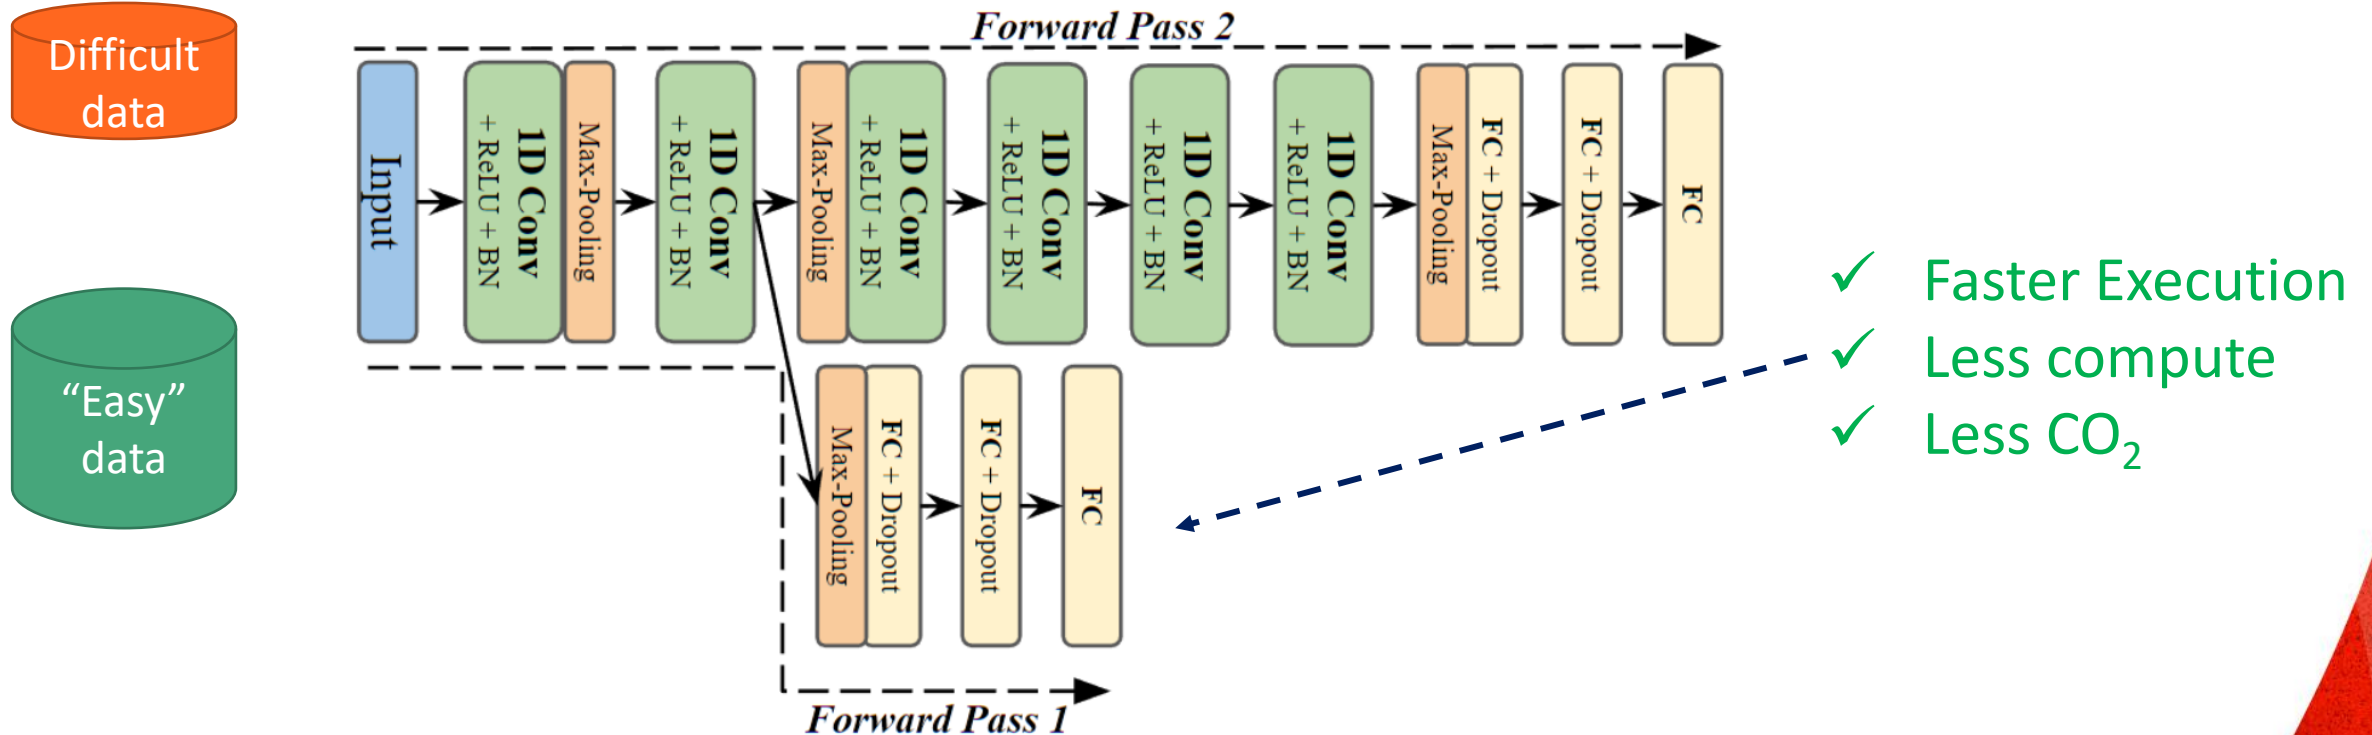 Difficult
data
“Easy”
data
Forward Pass 2
Input
1D Conv
+ ReLU + BN
Max-Pooling
1D Conv
+ ReLU + BN
Max-Pooling
1D Conv
+ ReLU + BN
1D Conv
+ ReLU + BN
1D Conv
+ ReLU + BN
1D Conv
+ ReLU + BN
Max-Pooling
FC + Dropout
FC + Dropout
FC
Max-Pooling
FC + Dropout
FC + Dropout
FC
Forward Pass 1
✓ Faster Execution
✓ Less compute
✓ Less CO₂